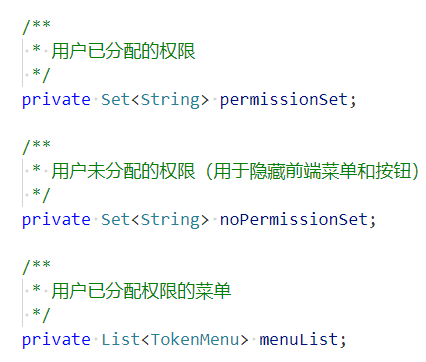 /**
* 用户已分配的权限
*/
private Set<String> permissionSet;
/**
* 用户未分配的权限（用于隐藏前端菜单和按钮）
*/
private Set<String> noPermissionSet;
/**
* 用户已分配权限的菜单
*/
private List<TokenMenu> menuList;